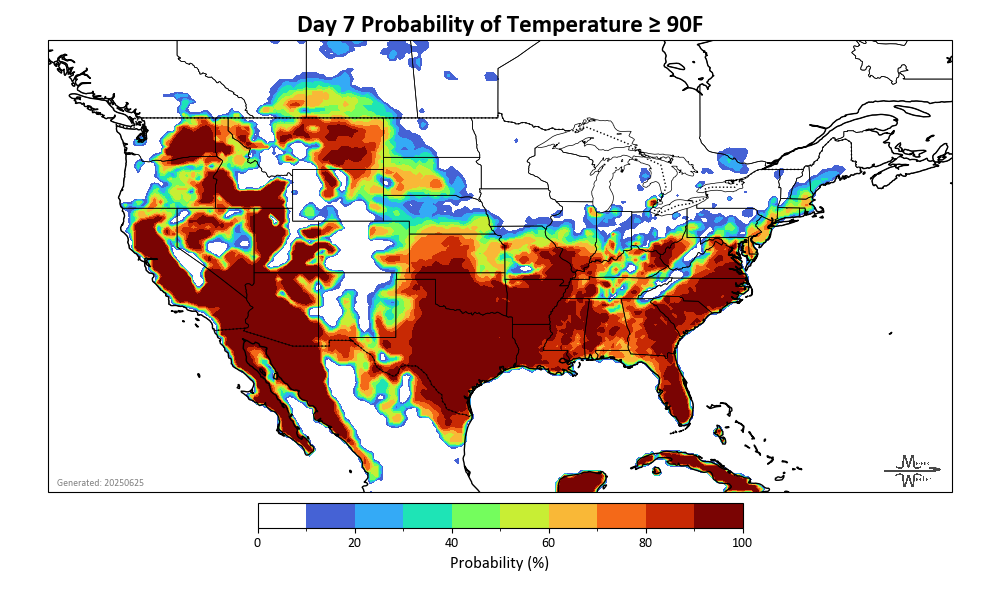 Day 7 Probability of Temperature ≥ 90F
Generated: 20250625
0 20 40 60 80 100
Probability (%)